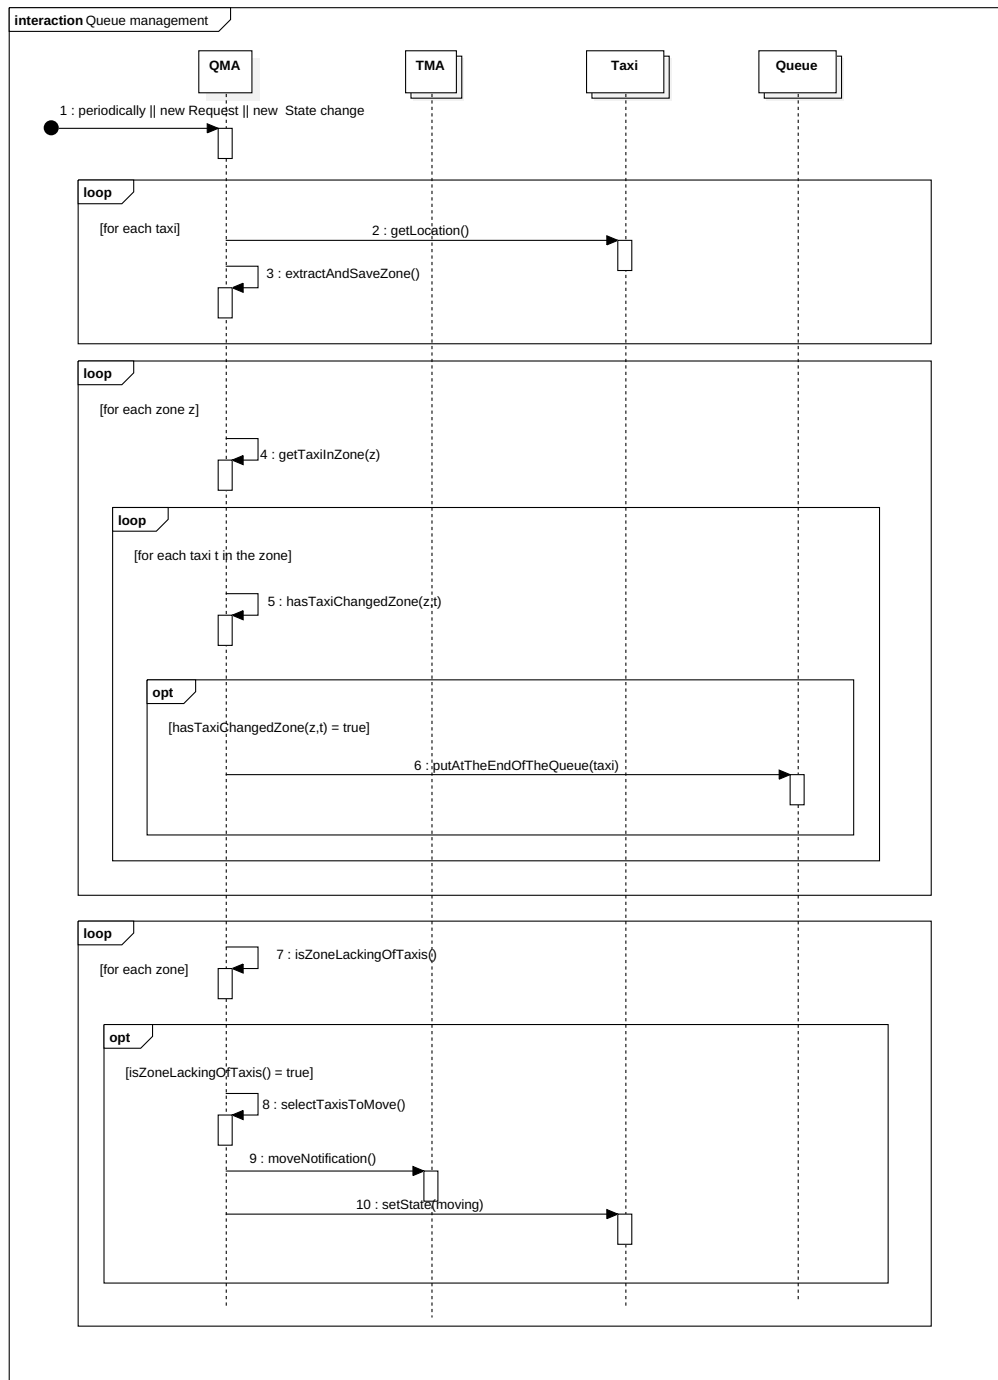 interaction Queue management
QMA
TMA
Taxi
Queue
1 : periodically || new Request || new  State change
loop
[for each taxi]
2 : getLocation()
3 : extractAndSaveZone()
loop
[for each zone z]
4 : getTaxiInZone(z)
loop
[for each taxi t in the zone]
5 : hasTaxiChangedZone(z,t)
opt
[hasTaxiChangedZone(z,t) = true]
6 : putAtTheEndOfTheQueue(taxi)
loop
7 : isZoneLackingOfTaxis()
[for each zone]
opt
[isZoneLackingOfTaxis() = true]
8 : selectTaxisToMove()
9 : moveNotification()
10 : setState(moving)